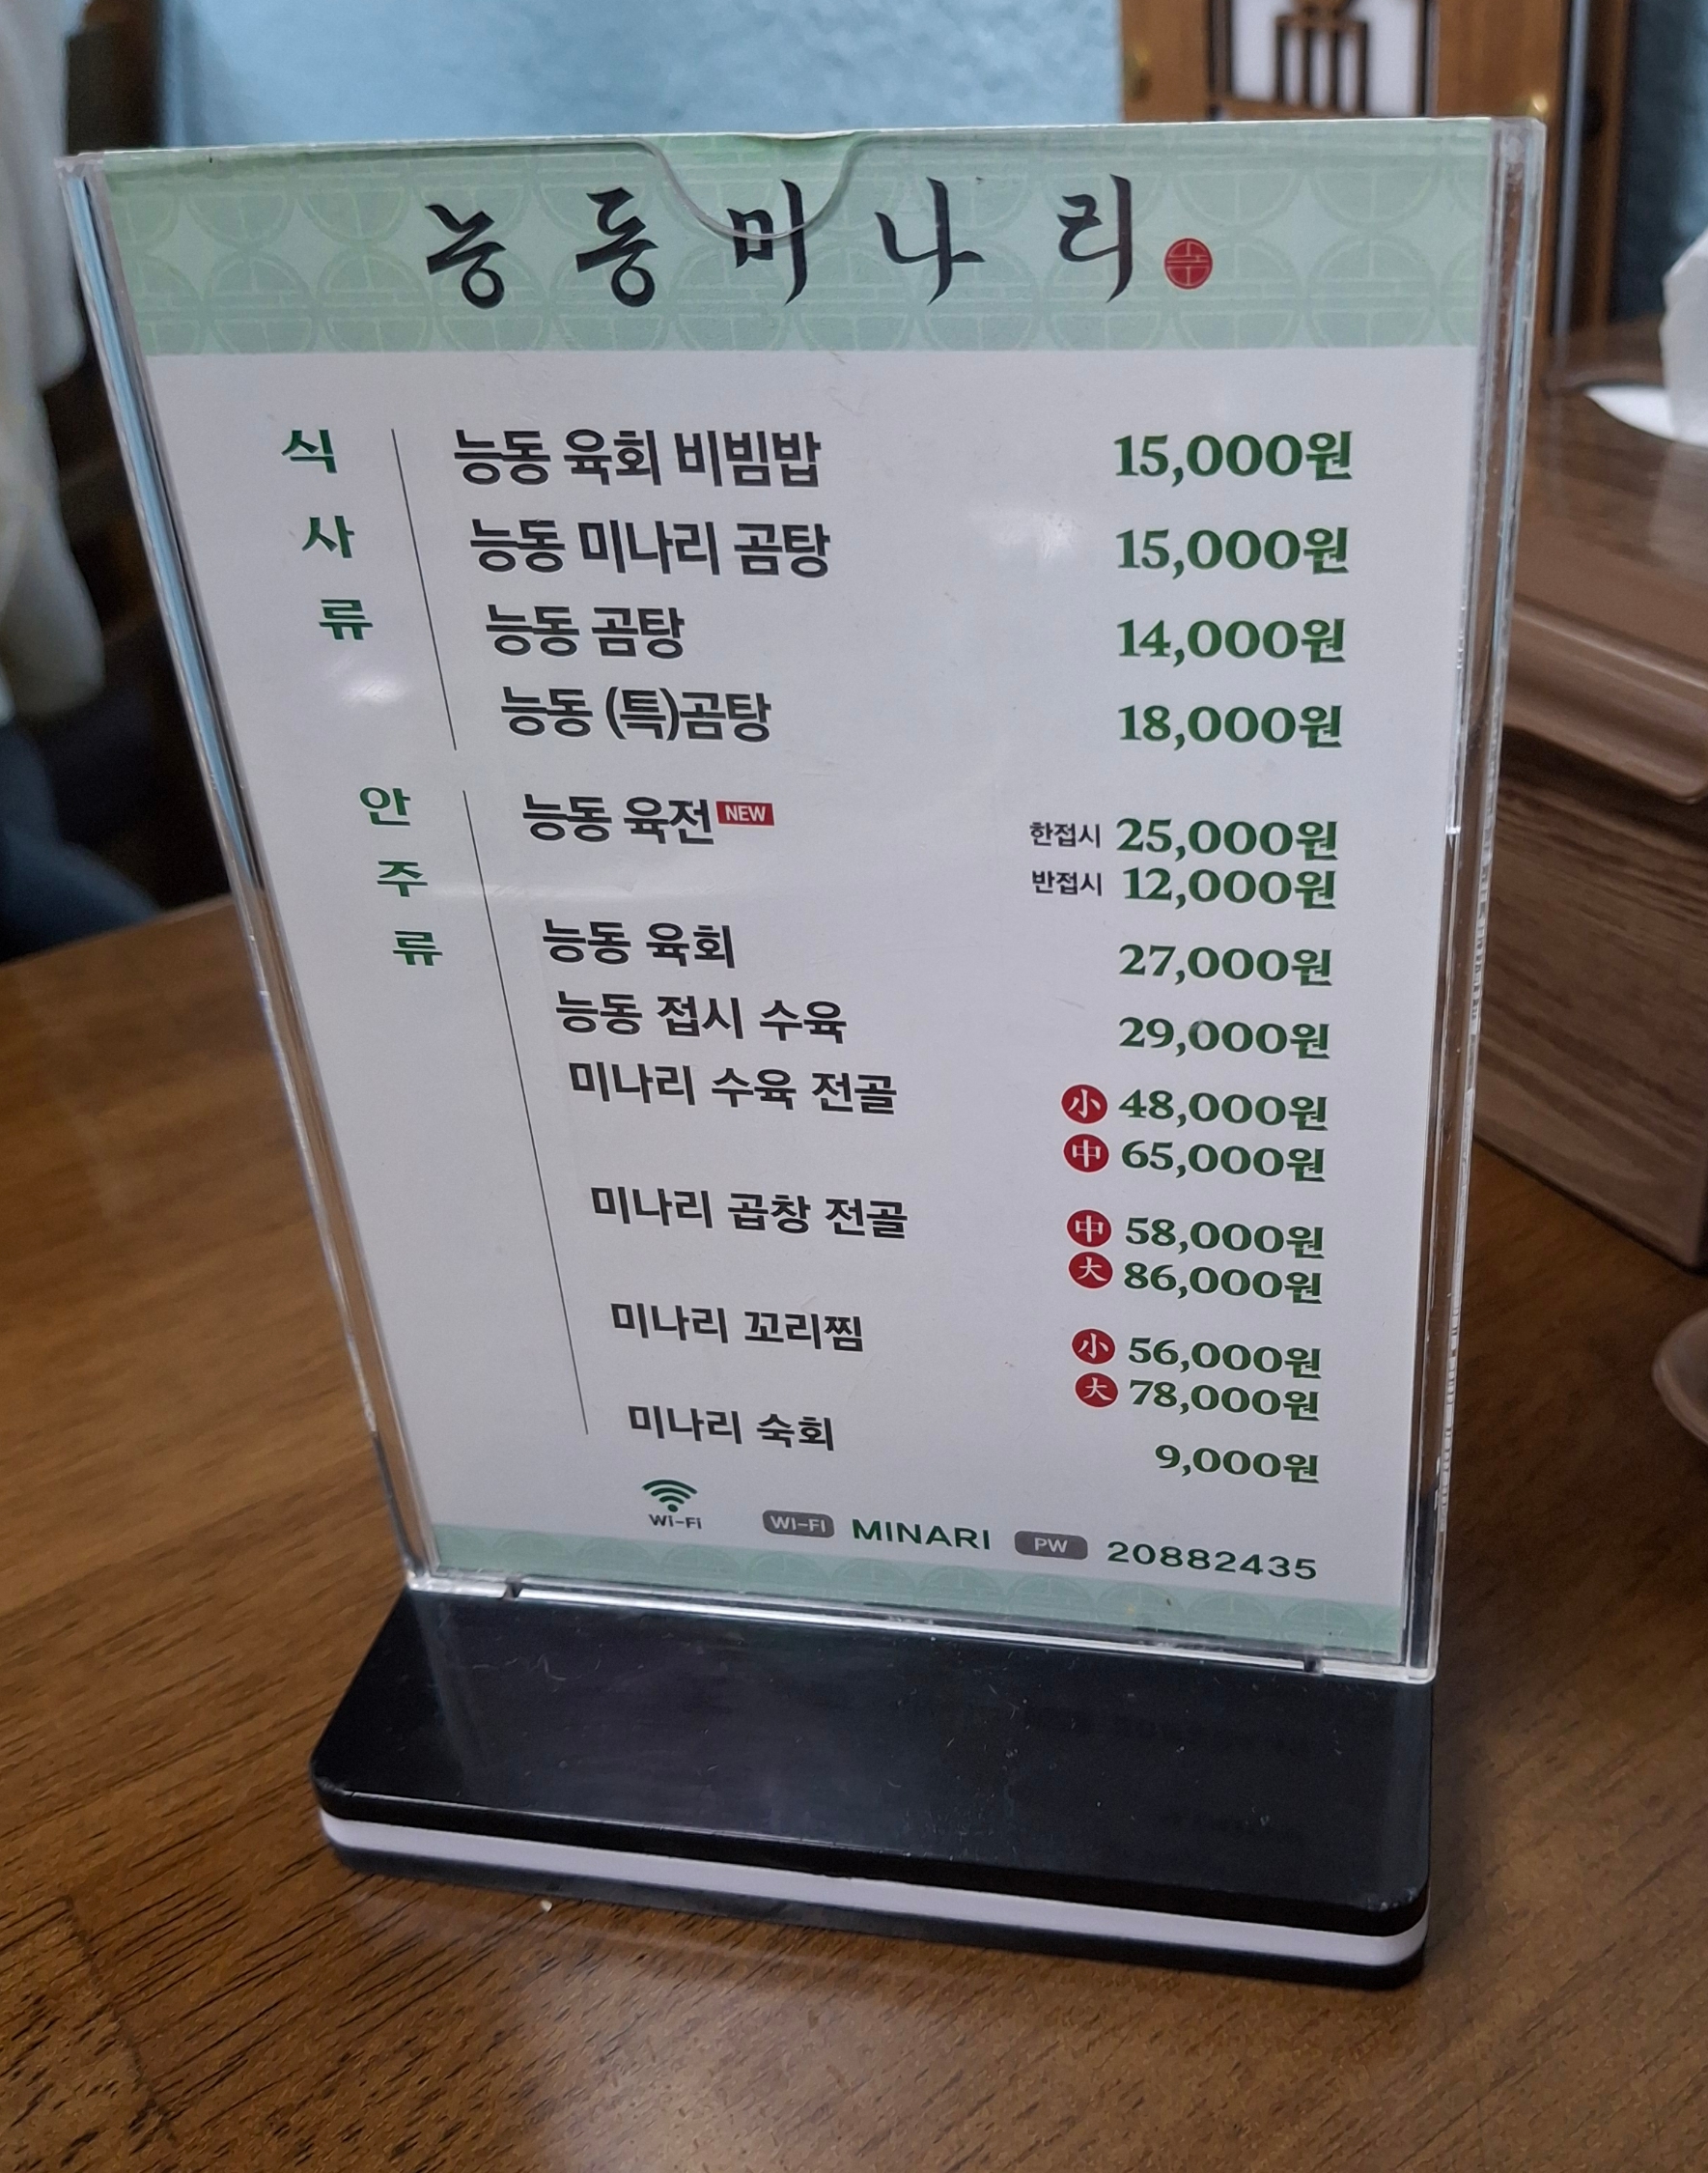 능동미나리
식사류
능동 육회 비빔밥 15,000원
능동 미나리 곰탕 15,000원
능동 곰탕 14,000원
능동 (특)곰탕 18,000원
안주류
능동 육전 NEW 한접시 25,000원
반접시 12,000원
능동 육회 27,000원
능동 접시 수육 29,000원
미나리 수육 전골 小 48,000원
中 65,000원
미나리 곱창 전골 中 58,000원
大 86,000원
미나리 꼬리찜 小 56,000원
大 78,000원
미나리 숙회 9,000원
Wi-Fi WI-FI MINARI PW 20882435